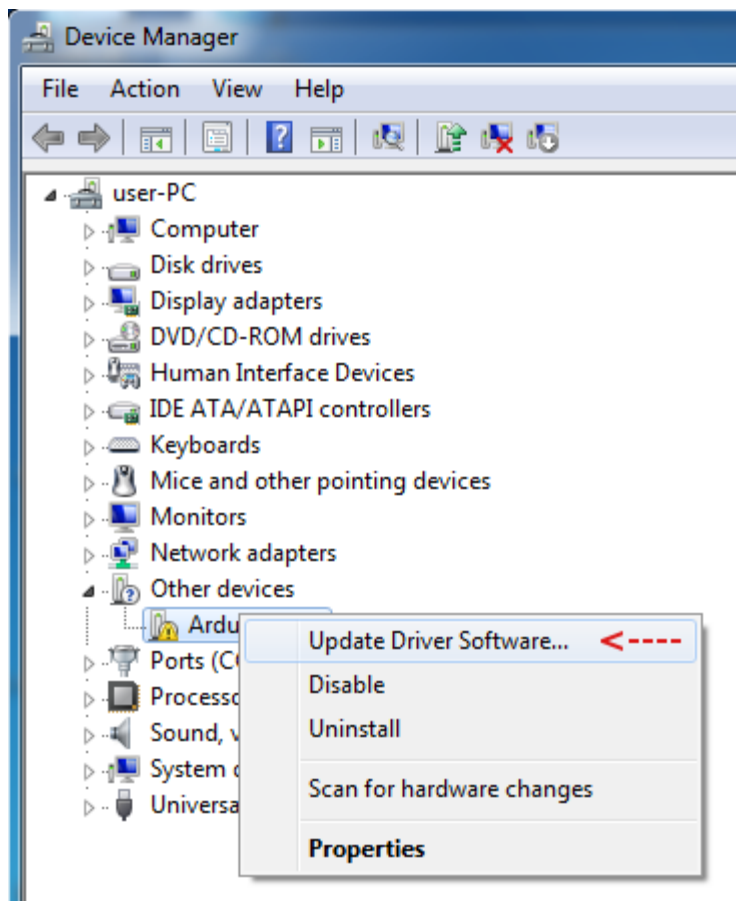 Device Manager
File Action View Help
user-PC
Computer
Disk drives
Display adapters
DVD/CD-ROM drives
Human Interface Devices
IDE ATA/ATAPI controllers
Keyboards
Mice and other pointing devices
Monitors
Network adapters
Other devices
Ardu
Update Driver Software...
Ports (C
Disable
Processo
Uninstall
Sound, v
System
Scan for hardware changes
Universa
Properties